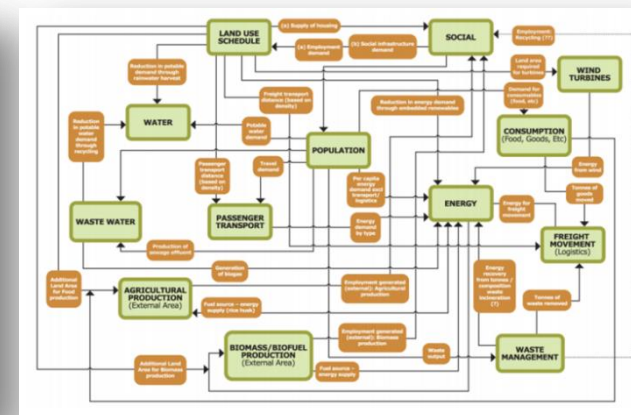 LAND USE
SCHEDULE
(a) Supply of housing
(a) Employment
demand
(b) Social infrastructure
demand
SOCIAL
Employment:
Recycling (??)
Land area
required
for turbines
WIND
TURBINES
Reduction in potable
demand through
rainwater harvest
Freight transport
distance (based on
density)
Reduction in energy demand
through embedded renewables
Demand for
consumables
(food, etc)
Reduction
in potable
water
demand
through
recycling
WATER
Potable
water
demand
POPULATION
CONSUMPTION
(Food, Goods, Etc)
Energy
from wind
Passenger
transport
distance
(based on
density)
Travel
demand
Per capita
energy
demand excl
transport/
logistics
Tonnes of
goods
moved
WASTE WATER
PASSENGER
TRANSPORT
ENERGY
Energy for
freight
movement
Energy
demand
by type
FREIGHT
MOVEMENT
(Logistics)
Production of
sewage effluent
Generation
of biogas
Additional
Land Area
for Food
production
AGRICULTURAL
PRODUCTION
(External Area)
Employment generated
(external): Agricultural
production
Energy
recovery
from tonnes /
composition
waste
incineration
(?)
Fuel source – energy
supply (rice husk)
Tonnes of
waste removed
Employment generated
(external): Biomass
production
BIOMASS/BIOFUEL
PRODUCTION
(External Area)
Waste
output
WASTE
MANAGEMENT
Additional Land
Area for Biomass
production
Fuel source –
energy supply